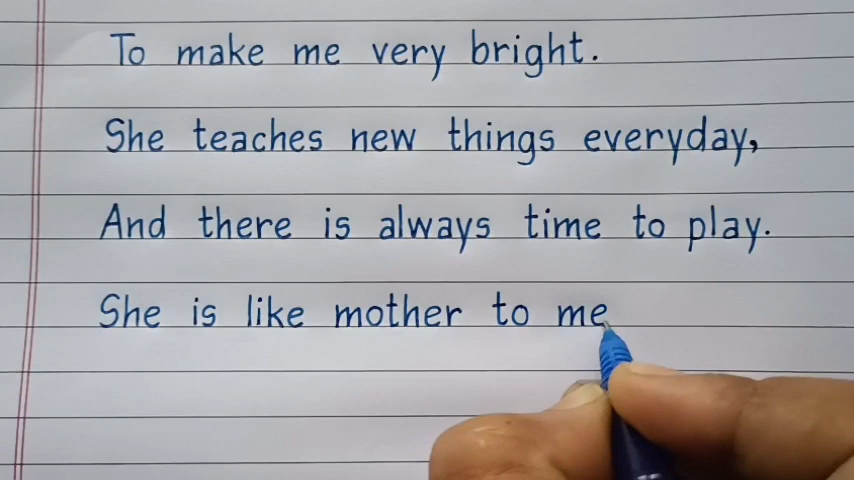 To make me very bright.
She teaches new things everyday,
And there is always time to play.
She is like mother to me